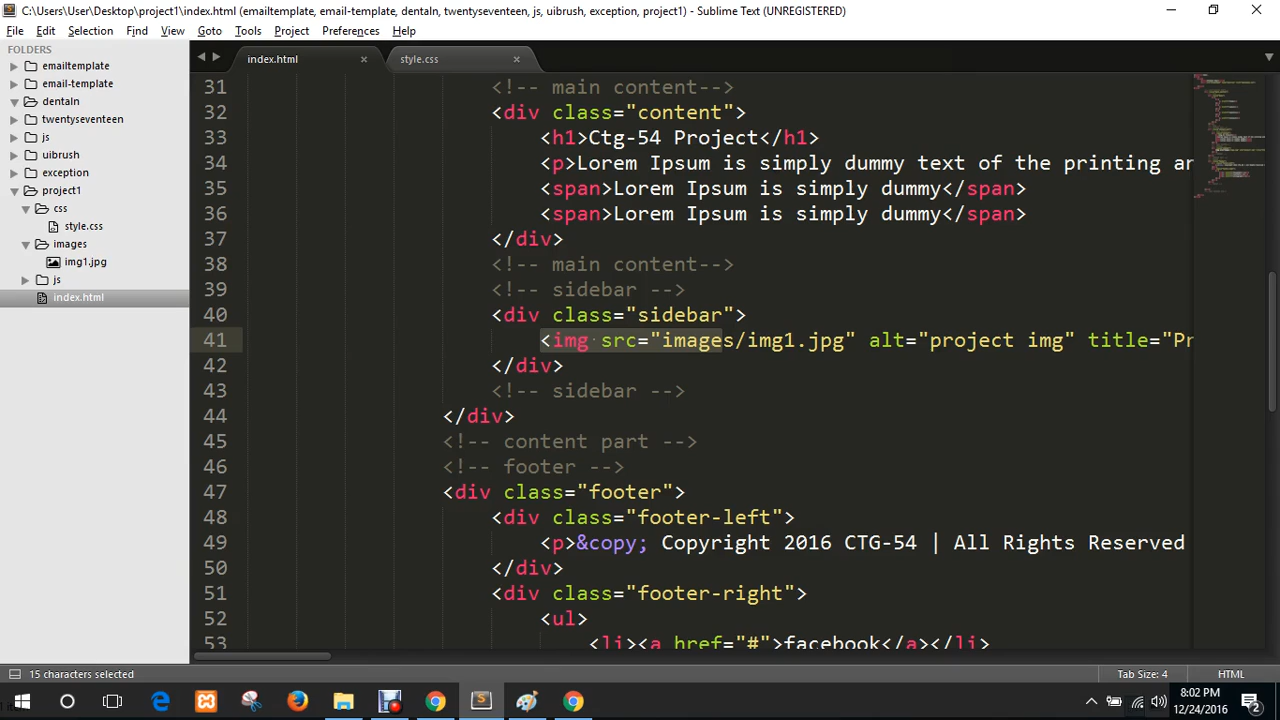 C:\Users\User\Desktop\project1\index.html (emailtemplate, email-template, dentaln, twentyseventeen, js, uibrush, exception, project1) - Sublime Text (UNREGISTERED)
File Edit Selection Find View Goto Tools Project Preferences Help
FOLDERS
emailtemplate
email-template
dentaln
twentyseventeen
js
uibrush
exception
project1
css
style.css
images
img1.jpg
js
index.html
index.html × style.css ×
31 <!-- main content-->
32 <div class="content">
33 <h1>Ctg-54 Project</h1>
34 <p>Lorem Ipsum is simply dummy text of the printing an
35 <span>Lorem Ipsum is simply dummy</span>
36 <span>Lorem Ipsum is simply dummy</span>
37 </div>
38 <!-- main content-->
39 <!-- sidebar -->
40 <div class="sidebar">
41 <img src="images/img1.jpg" alt="project img" title="Pr
42 </div>
43 <!-- sidebar -->
44 </div>
45 <!-- content part -->
46 <!-- footer -->
47 <div class="footer">
48 <div class="footer-left">
49 <p>&copy; Copyright 2016 CTG-54 | All Rights Reserved
50 </div>
51 <div class="footer-right">
52 <ul>
53 <li><a href="#">facebook</a></li>
15 characters selected
Tab Size: 4 HTML
8:02 PM
12/24/2016
2